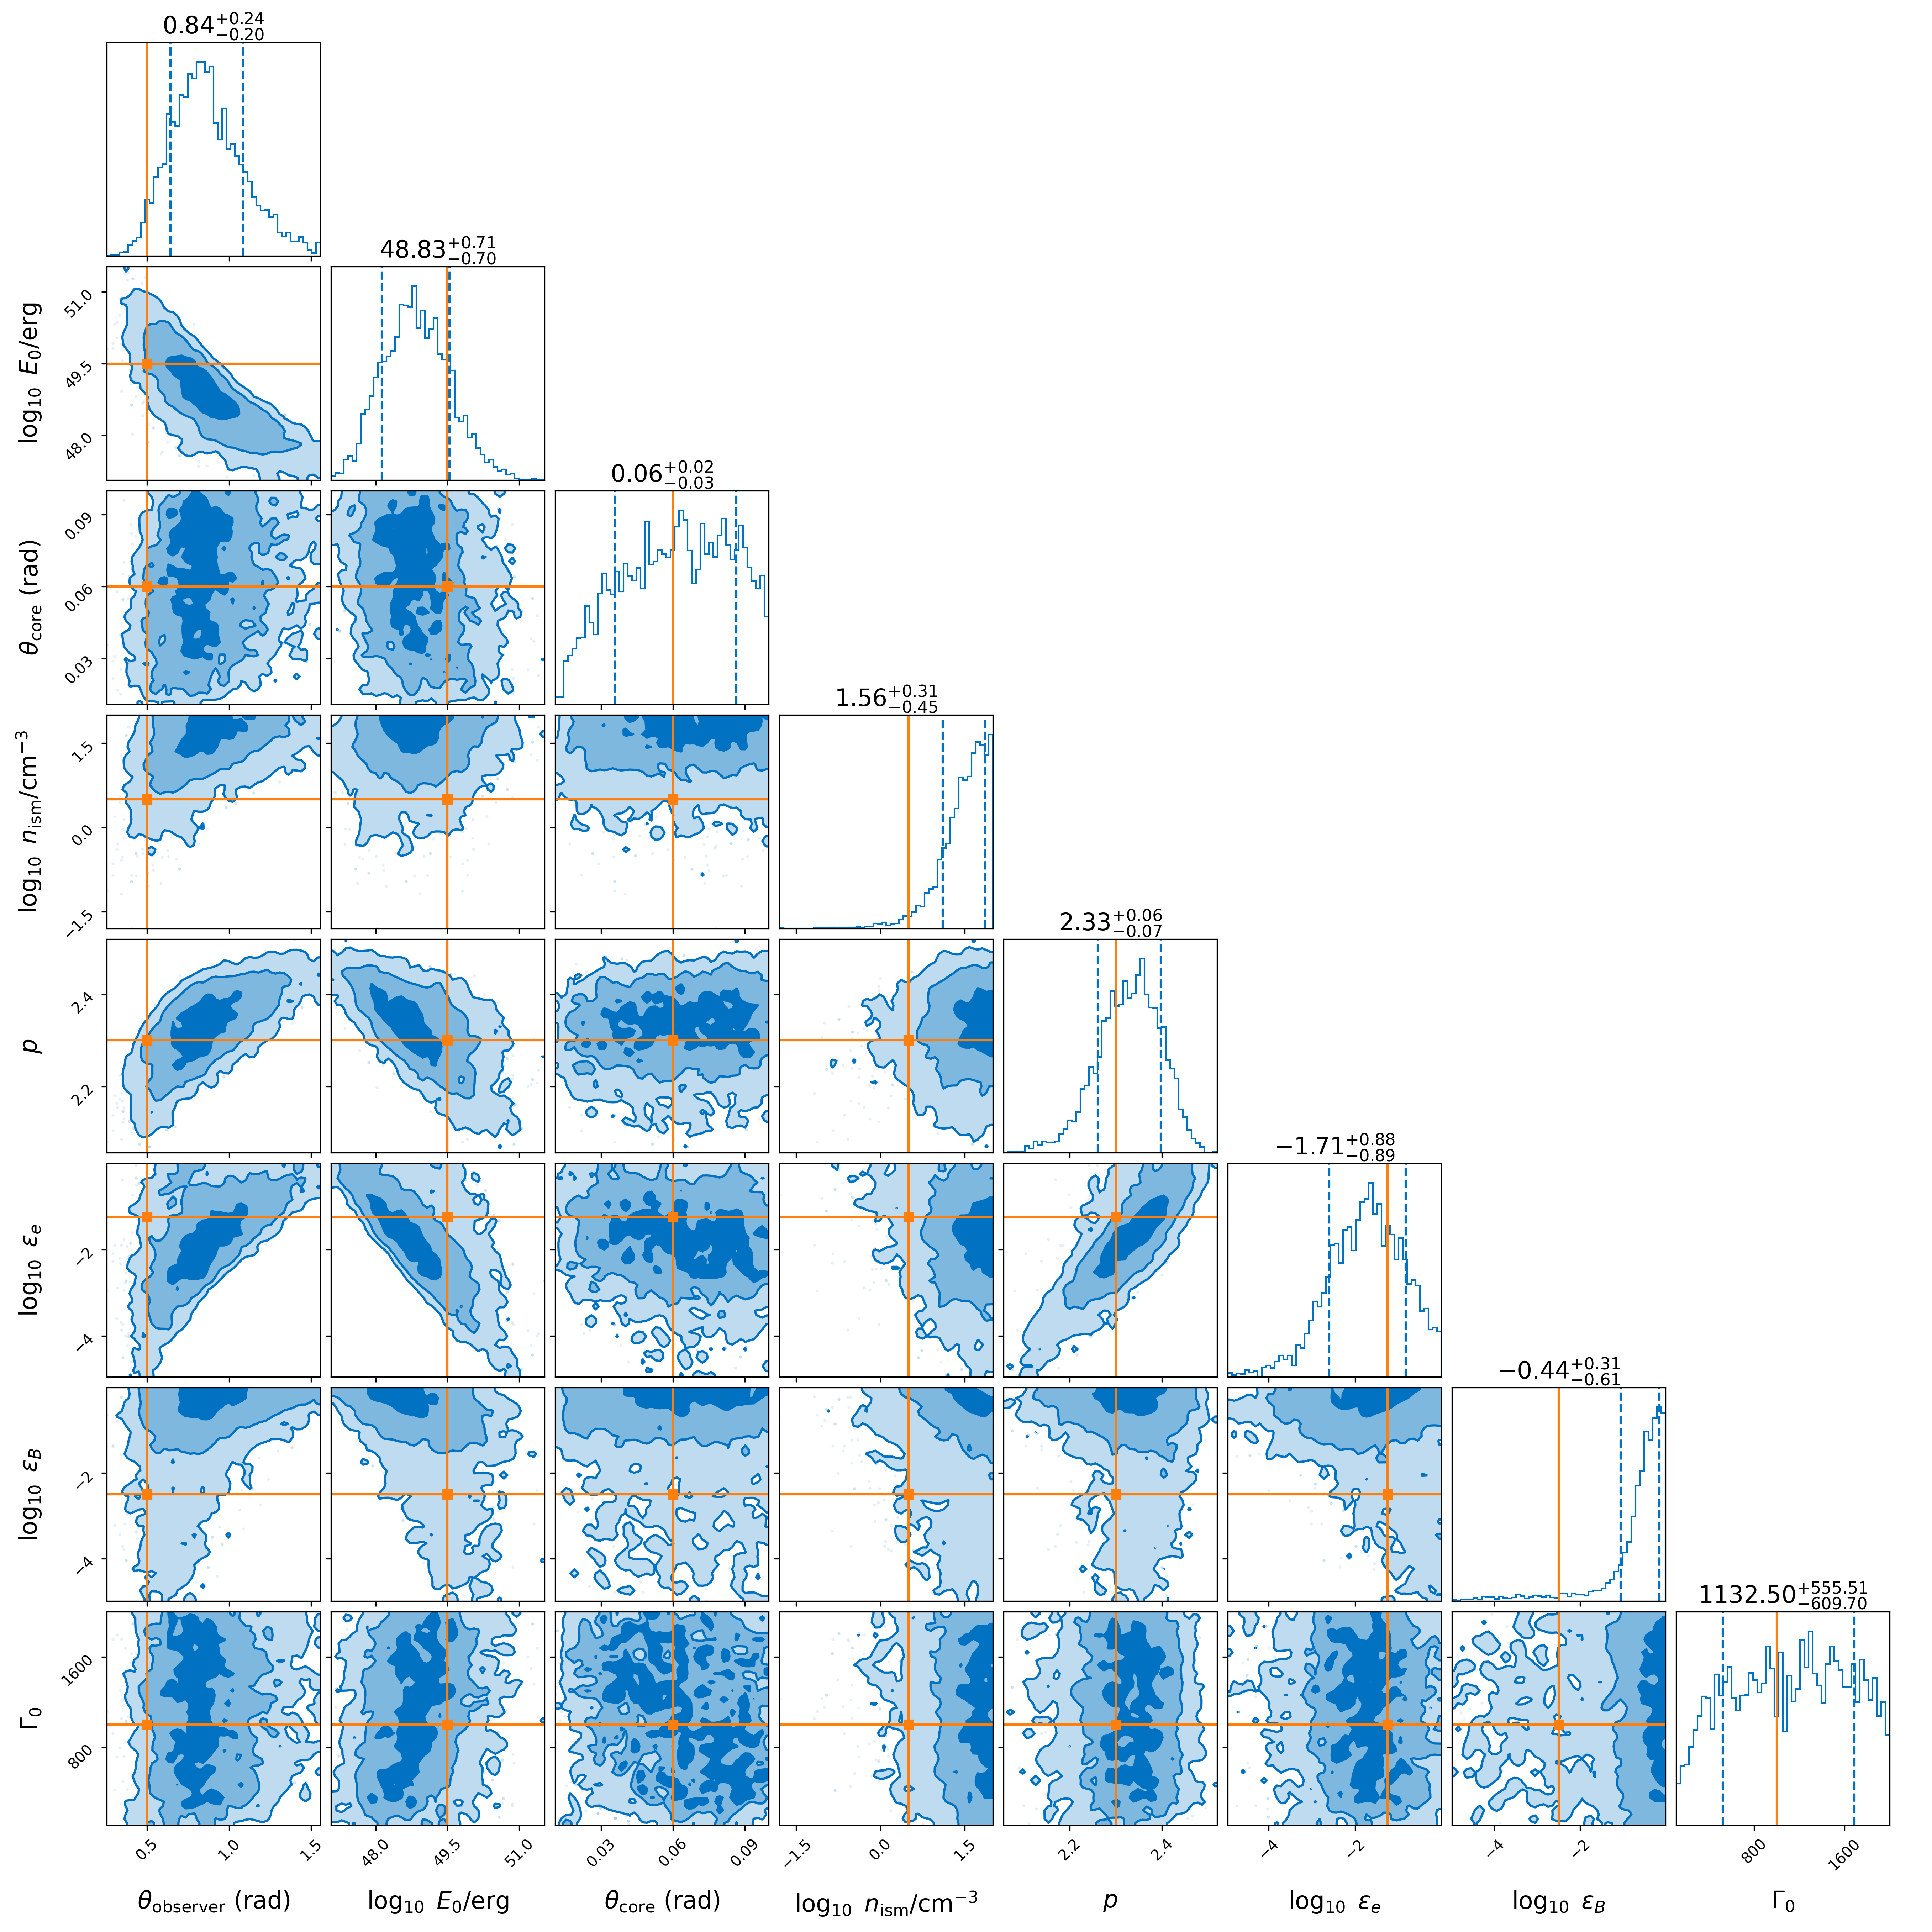 0.84+0.24−0.20
48.83+0.71−0.70
51.0
49.5
48.0
log10 E0/erg
0.06+0.02−0.03
0.09
0.06
0.03
θcore (rad)
1.56+0.31−0.45
1.5
0.0
−1.5
log10 nism/cm−3
2.33+0.06−0.07
2.4
2.2
p
−1.71+0.88−0.89
−2
−4
log10 εe
−0.44+0.31−0.61
−2
−4
log10 εB
1132.50+555.51−609.70
1600
800
Γ0
0.5 1.0 1.5 48.0 49.5 51.0 0.03 0.06 0.09 −1.5 0.0 1.5 2.2 2.4 −4 −2 −4 −2 800 1600
θobserver (rad) log10 E0/erg θcore (rad) log10 nism/cm−3 p log10 εe log10 εB Γ0